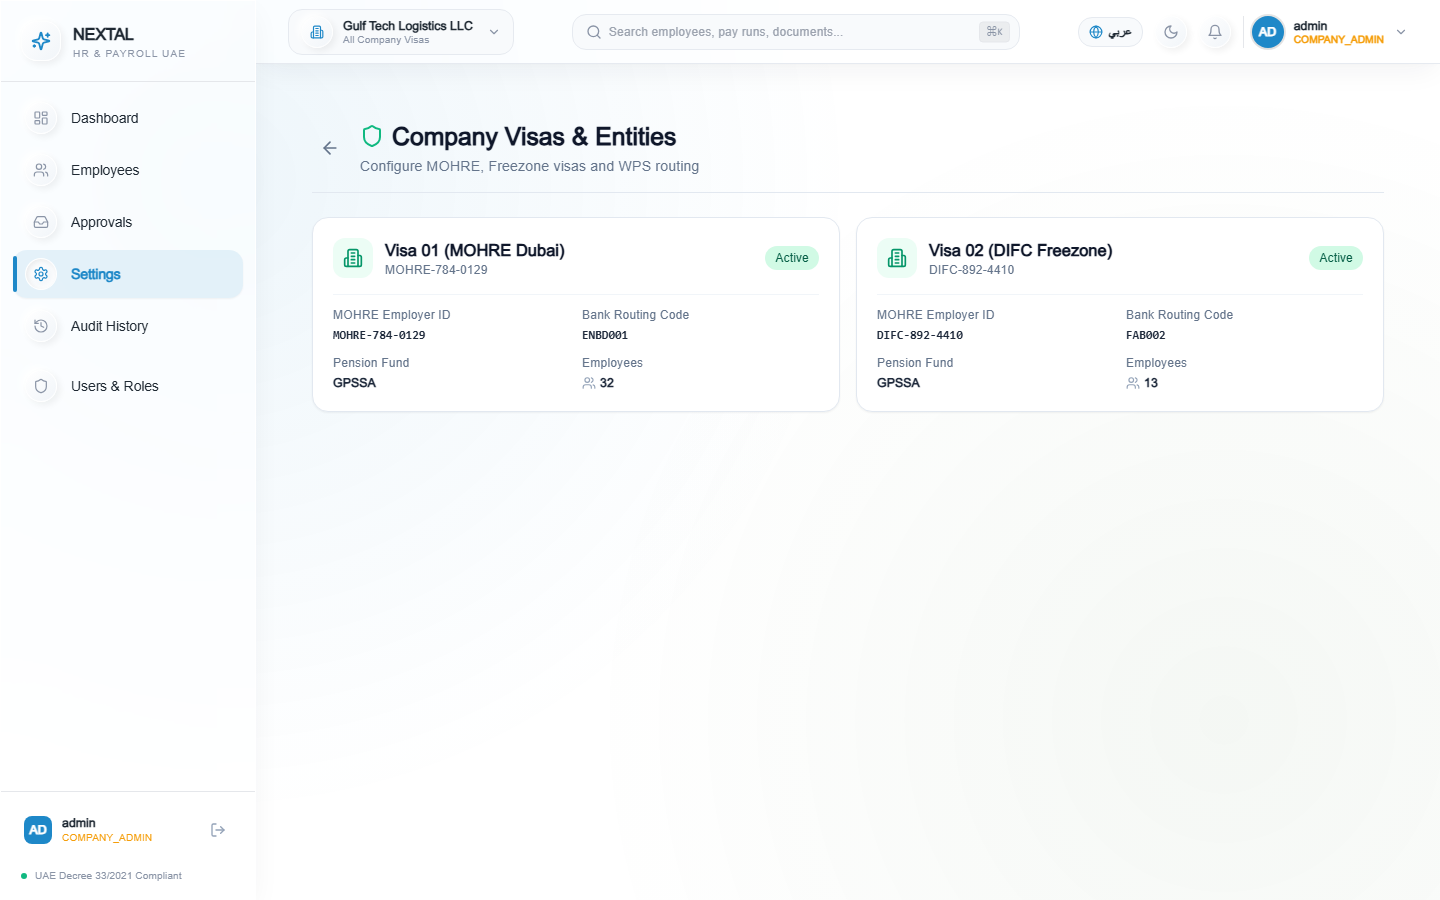 NEXTAL
HR & PAYROLL UAE
Dashboard
Employees
Approvals
Settings
Audit History
Users & Roles
admin
AD
COMPANY_ADMIN
UAE Decree 33/2021 Compliant
Gulf Tech Logistics LLC
All Company Visas
Search employees, pay runs, documents...
⌘K
عربي
AD
admin
COMPANY_ADMIN
Company Visas & Entities
Configure MOHRE, Freezone visas and WPS routing
Visa 01 (MOHRE Dubai)
MOHRE-784-0129
Active
MOHRE Employer ID
Bank Routing Code
MOHRE-784-0129
ENBD001
Pension Fund
Employees
GPSSA
32
Visa 02 (DIFC Freezone)
DIFC-892-4410
Active
MOHRE Employer ID
Bank Routing Code
DIFC-892-4410
FAB002
Pension Fund
Employees
GPSSA
13